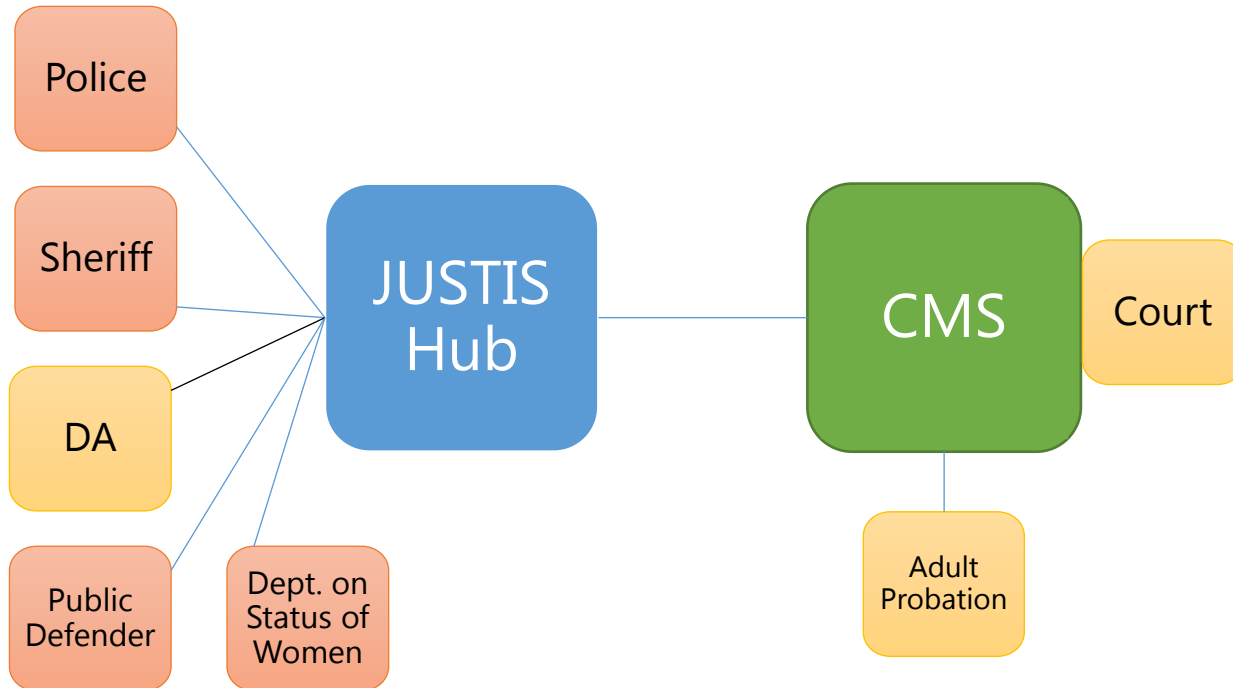 Police
Sheriff
DA
Public
Defender
Dept. on
Status of
Women
JUSTIS
Hub
CMS
Court
Adult
Probation